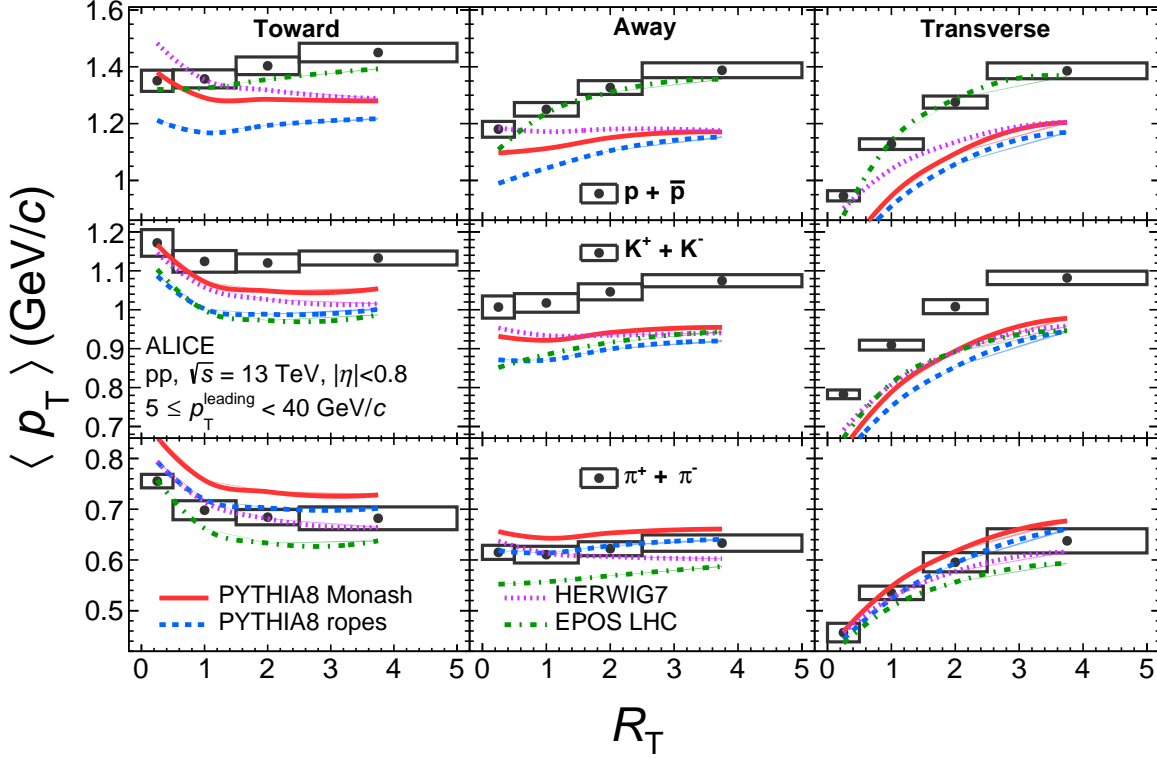 Toward Away Transverse
1.6
1.4
1.2
1
p + p̄
⟨ p_T ⟩ (GeV/c)
1.2
1.1
1
0.9
0.8
0.7
K⁺ + K⁻
ALICE
pp, √s = 13 TeV, |η|<0.8
5 ≤ p_T^leading < 40 GeV/c
0.8
0.7
0.6
0.5
π⁺ + π⁻
PYTHIA8 Monash
PYTHIA8 ropes
HERWIG7
EPOS LHC
0 1 2 3 4 5 0 1 2 3 4 5 0 1 2 3 4 5
R_T